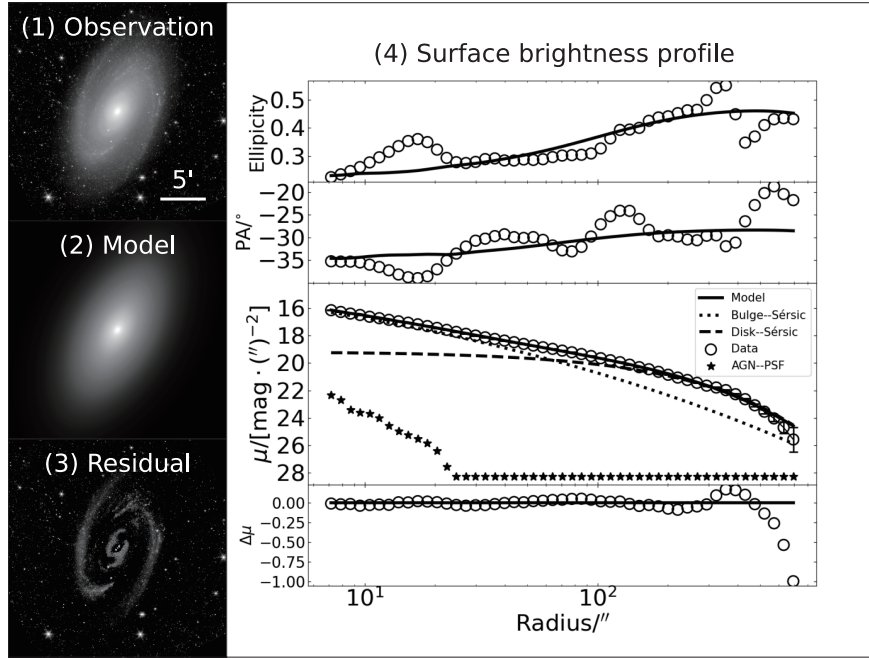 (1) Observation
5'
(2) Model
(3) Residual
(4) Surface brightness profile
Ellipicity
0.5
0.4
0.3
PA/°
−20
−25
−30
−35
μ/[mag · (″)⁻²]
16
18
20
22
24
26
28
Model
Bulge--Sérsic
Disk--Sérsic
Data
AGN--PSF
Δμ
0.00
−0.25
−0.50
−0.75
−1.00
10¹
10²
Radius/″